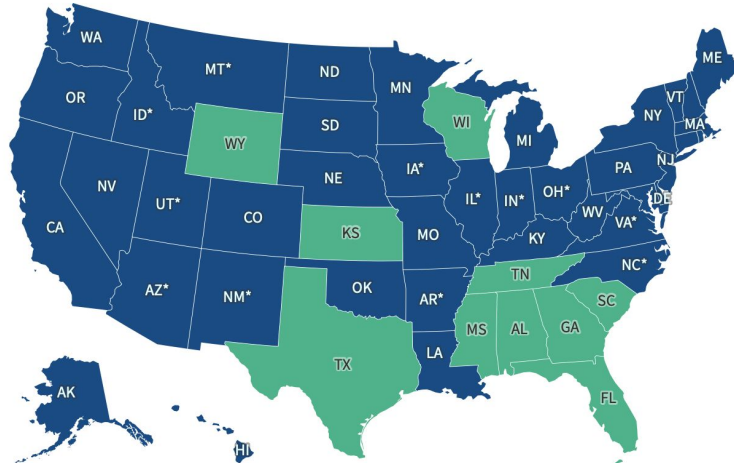 WA
ME
MT*
ND
MN
VT
OR
ID*
NY
MA
SD
WI
MI
WY
IA*
PA
NJ
NE
NV
UT*
IL*
IN*
OH*
DE
CO
WV
VA*
CA
KS
MO
KY
NC*
TN
AZ*
NM*
OK
AR*
SC
MS
AL
GA
LA
TX
AK
FL
HI